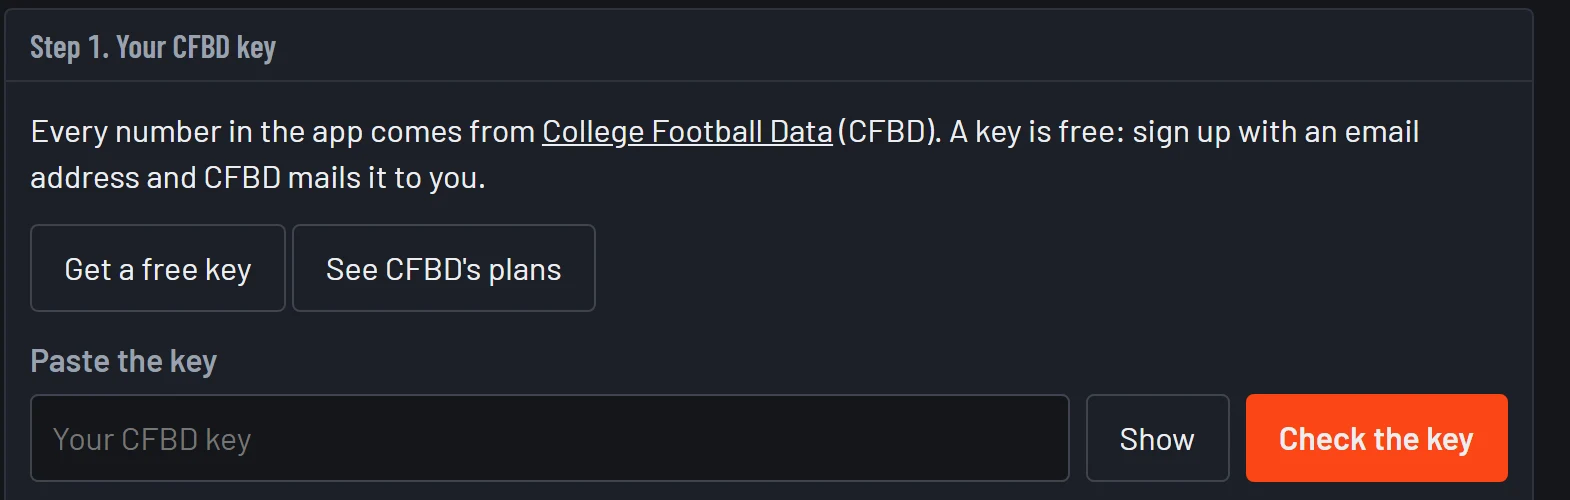 Step 1. Your CFBD key
Every number in the app comes from College Football Data (CFBD). A key is free: sign up with an email
address and CFBD mails it to you.
Get a free key
See CFBD's plans
Paste the key
Your CFBD key
Show
Check the key